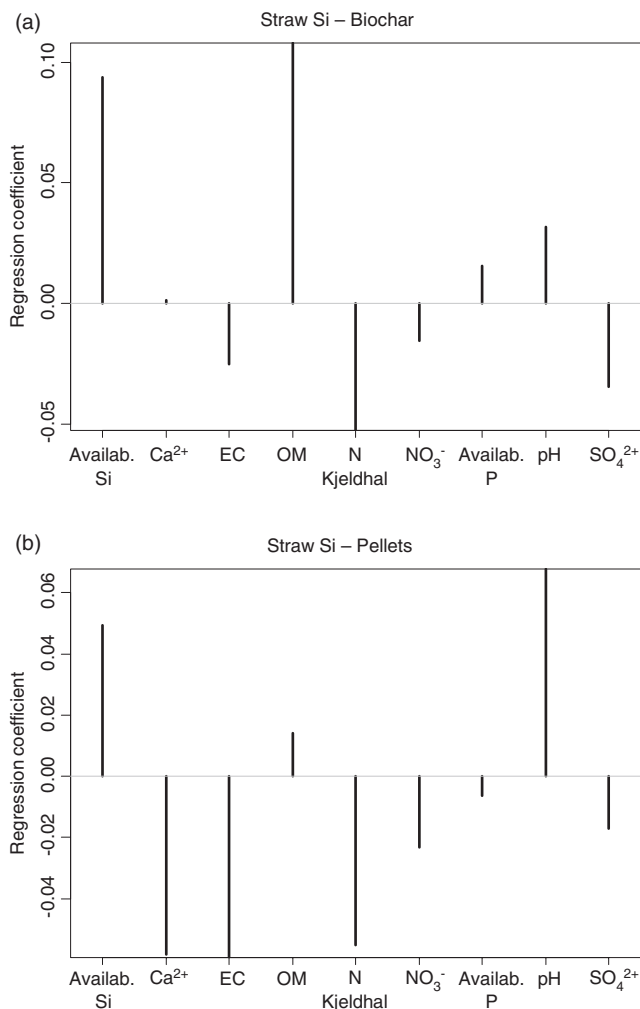 (a)
Straw Si – Biochar
Regression coefficient
0.10
0.05
0.00
-0.05
Availab. Si
Ca²⁺
EC
OM
N Kjeldhal
NO₃⁻
Availab. P
pH
SO₄²⁺
(b)
Straw Si – Pellets
Regression coefficient
0.06
0.04
0.02
0.00
-0.02
-0.04
Availab. Si
Ca²⁺
EC
OM
N Kjeldhal
NO₃⁻
Availab. P
pH
SO₄²⁺